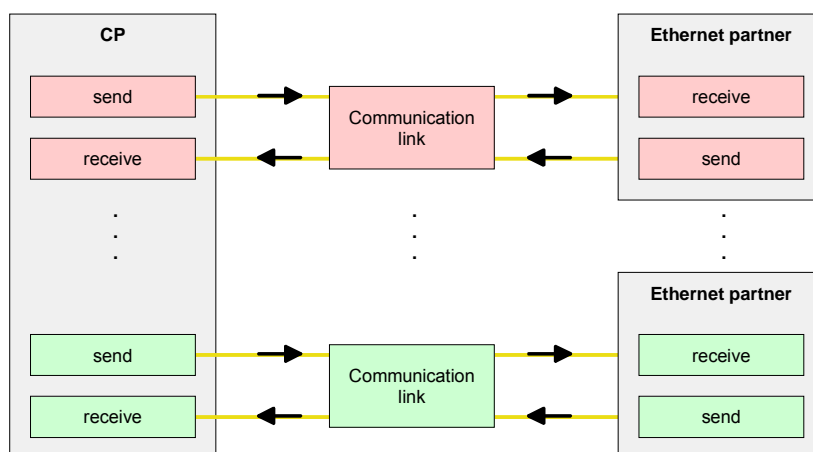 CP
Ethernet partner
send
receive
Communication
link
receive
send
Ethernet partner
send
receive
Communication
link
receive
send